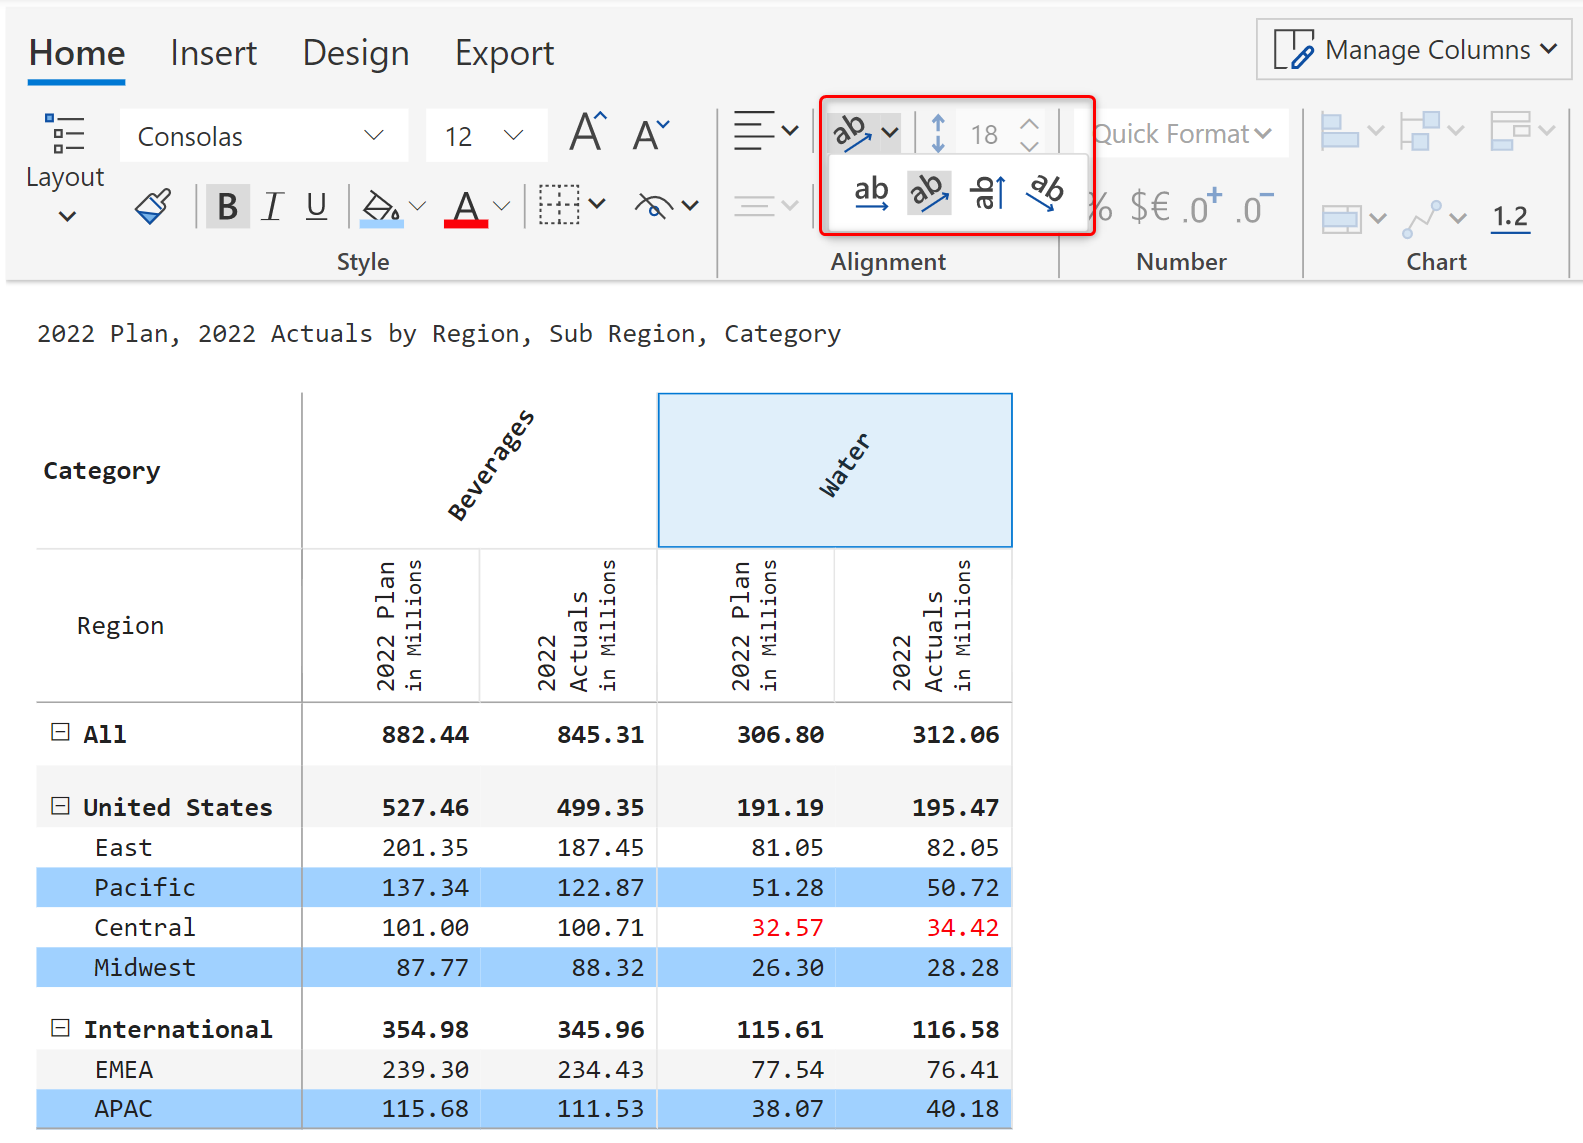 Home Insert Design Export Manage Columns
Consolas 12 A A ab 18 Quick Format
Layout
B I U A ab ab ab ab % $€ .0+ .0− 1.2
Style Alignment Number Chart
2022 Plan, 2022 Actuals by Region, Sub Region, Category
Category Beverages Water
Region
2022 Plan
in Millions
2022
Actuals
in Millions
2022 Plan
in Millions
2022
Actuals
in Millions
All 882.44 845.31 306.80 312.06
United States 527.46 499.35 191.19 195.47
East 201.35 187.45 81.05 82.05
Pacific 137.34 122.87 51.28 50.72
Central 101.00 100.71 32.57 34.42
Midwest 87.77 88.32 26.30 28.28
International 354.98 345.96 115.61 116.58
EMEA 239.30 234.43 77.54 76.41
APAC 115.68 111.53 38.07 40.18